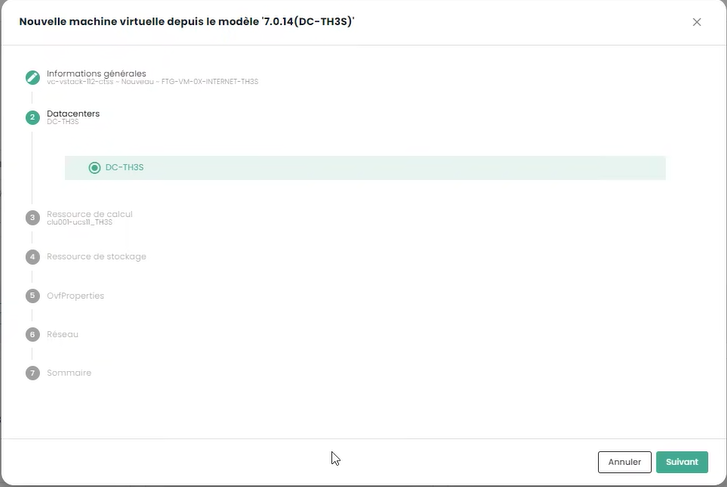 Nouvelle machine virtuelle depuis le modèle '7.0.14(DC-TH3S)'
Informations générales
vc-vstack-112-ctss - Nouveau - FTG-VM-0X-INTERNET-TH3S
2
Datacenters
DC-TH3S
DC-TH3S
3
Ressource de calcul
clu001-ucs11_TH3S
4
Ressource de stockage
5
OvfProperties
6
Réseau
7
Sommaire
Annuler
Suivant